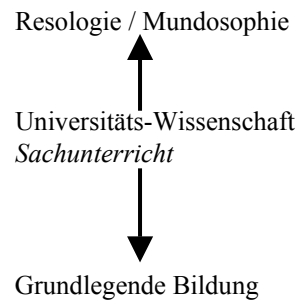 Resologie / Mundosophie
Universitäts-Wissenschaft
Sachunterricht
Grundlegende Bildung